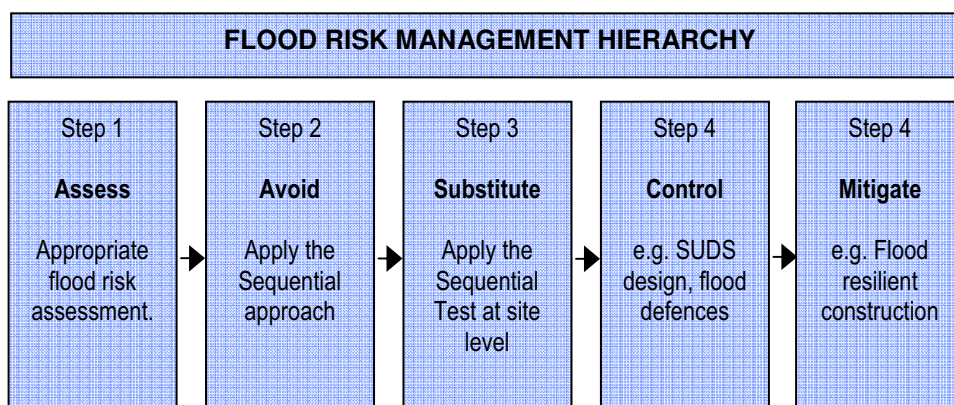 FLOOD RISK MANAGEMENT HIERARCHY
Step 1
Assess
Appropriate
flood risk
assessment.
Step 2
Avoid
Apply the
Sequential
approach
Step 3
Substitute
Apply the
Sequential
Test at site
level
Step 4
Control
e.g. SUDS
design, flood
defences
Step 4
Mitigate
e.g. Flood
resilient
construction